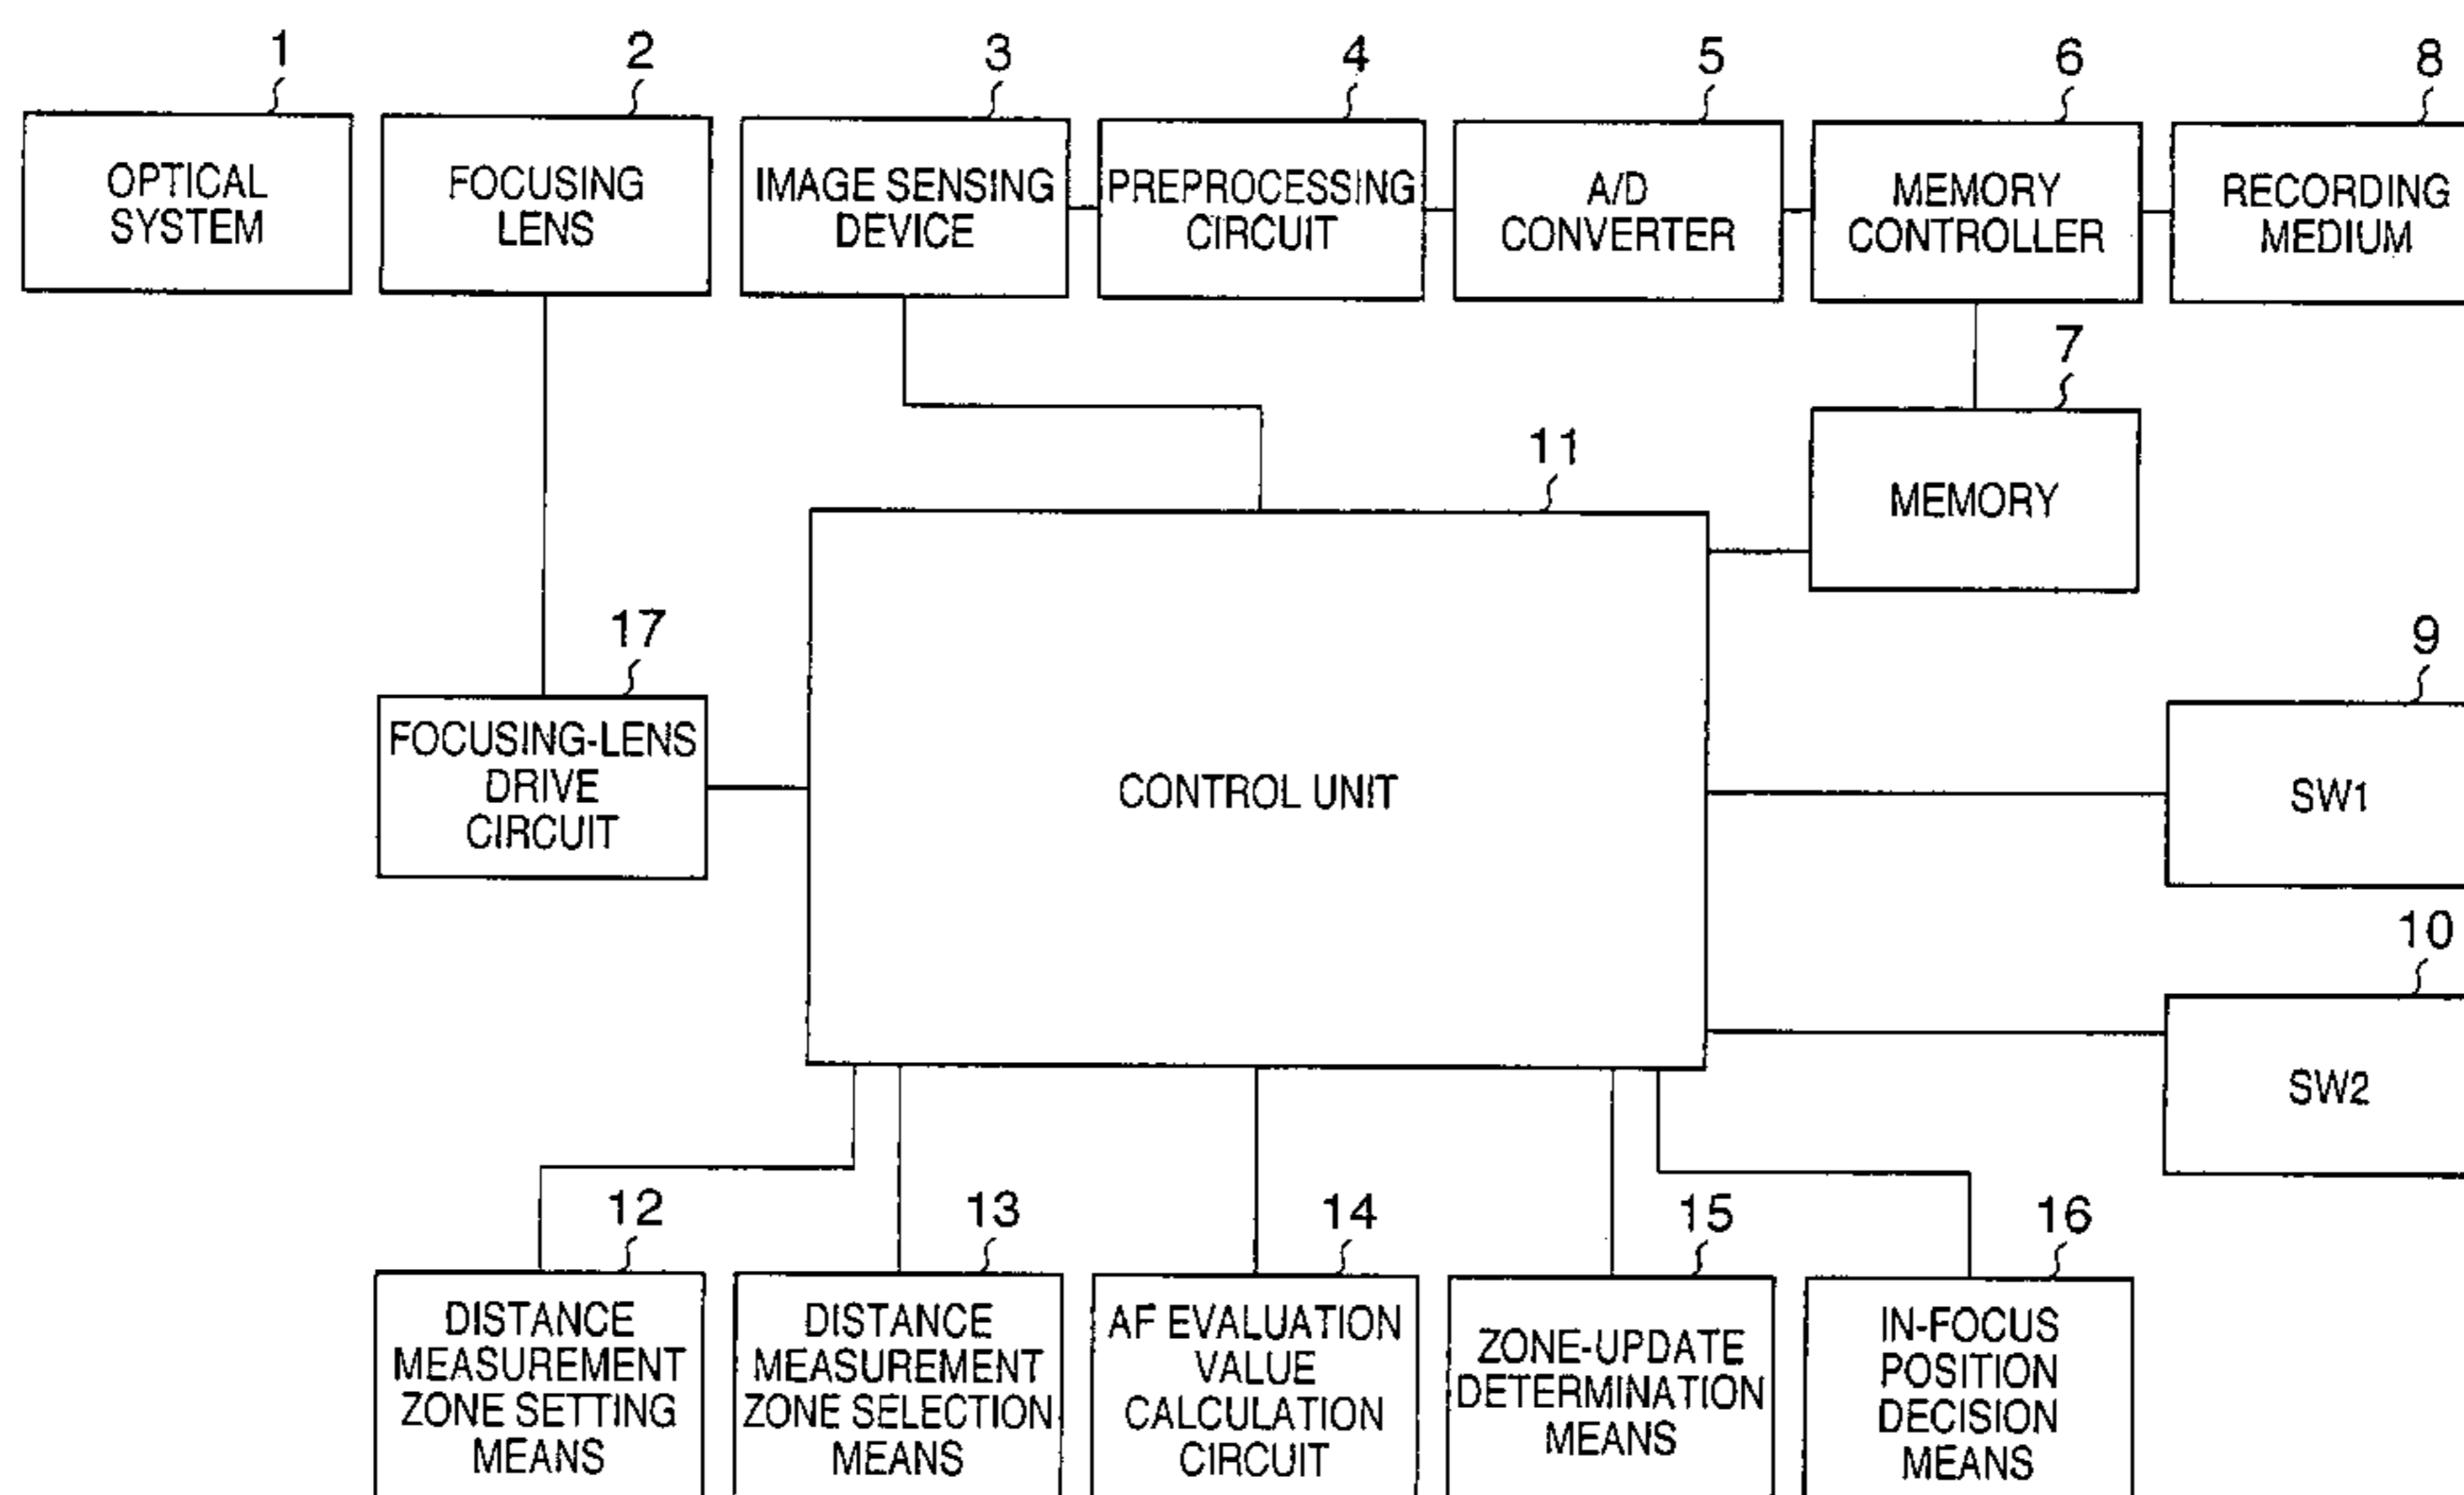 1
2
3
4
5
6
8
OPTICAL
SYSTEM
FOCUSING
LENS
IMAGE SENSING
DEVICE
PREPROCESSING
CIRCUIT
A/D
CONVERTER
MEMORY
CONTROLLER
RECORDING
MEDIUM
7
MEMORY
11
CONTROL UNIT
17
FOCUSING-LENS
DRIVE
CIRCUIT
9
SW1
10
SW2
12
DISTANCE
MEASUREMENT
ZONE SETTING
MEANS
13
DISTANCE
MEASUREMENT
ZONE SELECTION
MEANS
14
AF EVALUATION
VALUE
CALCULATION
CIRCUIT
15
ZONE-UPDATE
DETERMINATION
MEANS
16
IN-FOCUS
POSITION
DECISION
MEANS